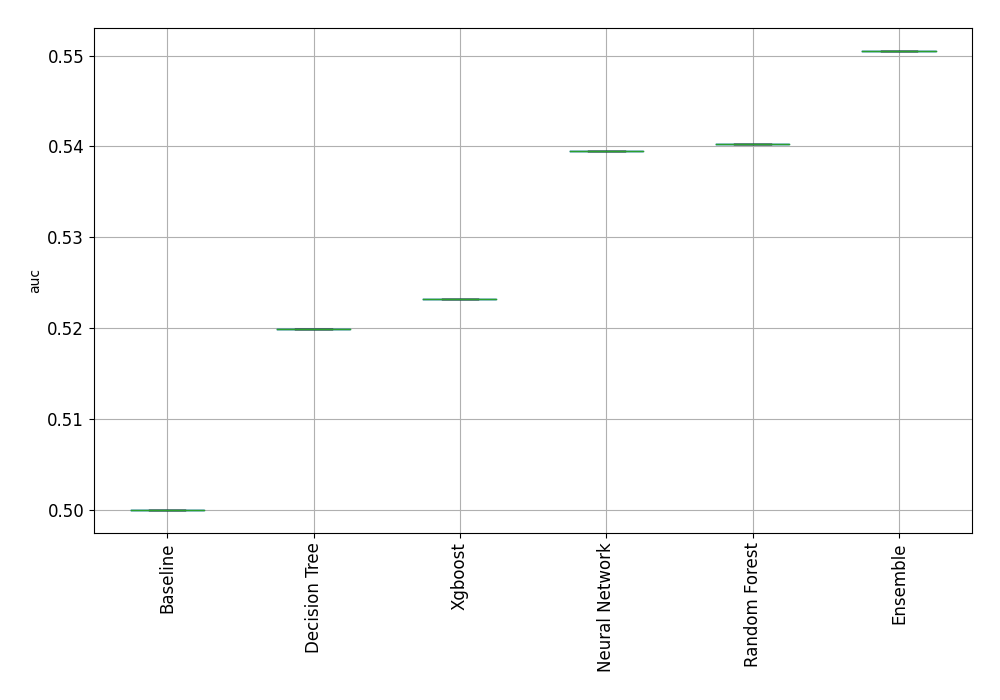 0.55
0.54
0.53
0.52
0.51
0.50
auc
Baseline
Decision Tree
Xgboost
Neural Network
Random Forest
Ensemble